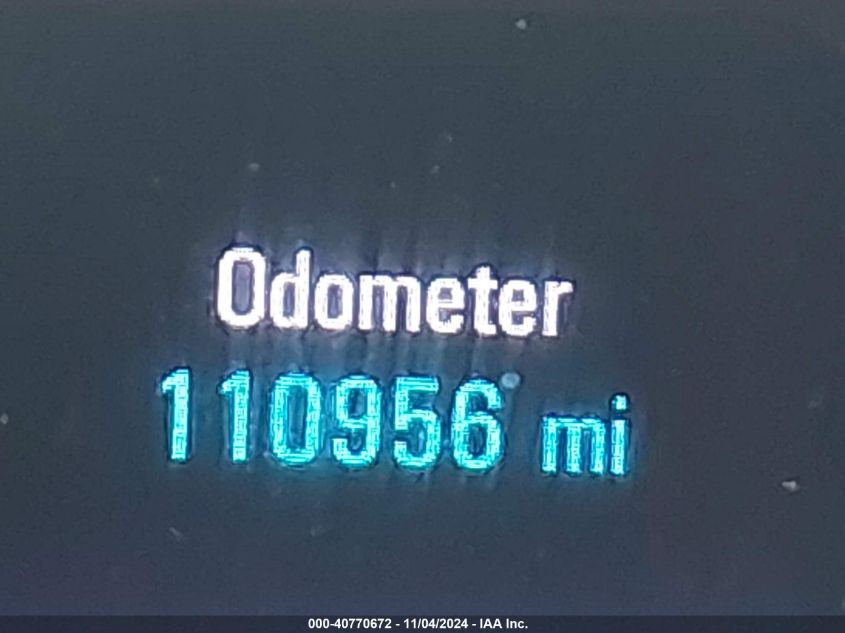 Odometer
110956 mi
000-40770672 - 11/04/2024 - IAA Inc.